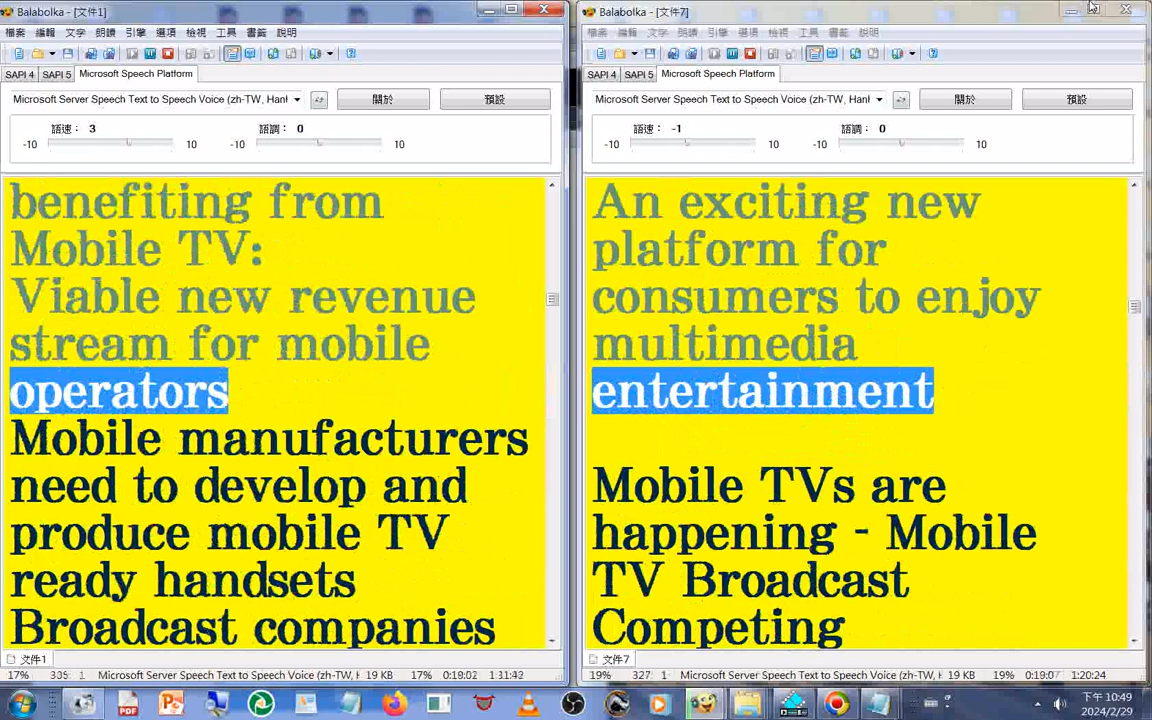 Balabolka - [文件1]
檔案 編輯 文字 朗讀 引擎 選項 檢視 工具 書籤 說明
SAPI 4 SAPI 5 Microsoft Speech Platform
Microsoft Server Speech Text to Speech Voice (zh-TW, Hanl
關於 預設
語速： 3 語調： 0
-10 10 -10 10
benefiting from
Mobile TV:
Viable new revenue
stream for mobile
operators
Mobile manufacturers
need to develop and
produce mobile TV
ready handsets
Broadcast companies
文件1
17% Microsoft Server Speech Text to Speech Voice (zh-TW, H 19 KB 17% 0:19:02 1:31:42
Balabolka - [文件7]
檔案 編輯 文字 朗讀 引擎 選項 檢視 工具 書籤 說明
SAPI 4 SAPI 5 Microsoft Speech Platform
Microsoft Server Speech Text to Speech Voice (zh-TW, Hanl
關於 預設
語速： -1 語調： 0
-10 10 -10 10
An exciting new
platform for
consumers to enjoy
multimedia
entertainment
Mobile TVs are
happening - Mobile
TV Broadcast
Competing
文件7
19% 327: Microsoft Server Speech Text to Speech Voice (zh-TW, H 19 KB 19% 0:19:07 1:20:24
下午 10:49
2024/2/29